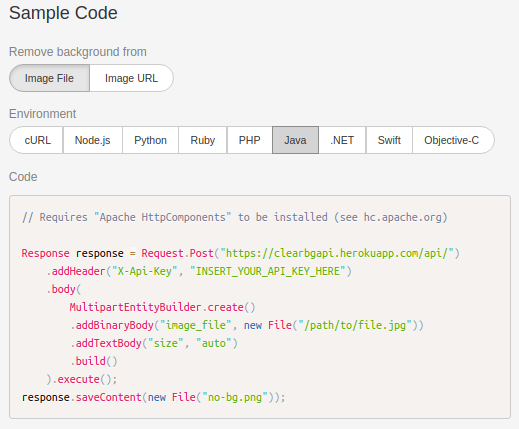 Sample Code
Remove background from
Image File
Image URL
Environment
cURL
Node.js
Python
Ruby
PHP
Java
.NET
Swift
Objective-C
Code
// Requires "Apache HttpComponents" to be installed (see hc.apache.org)
Response response = Request.Post("https://clearbgapi.herokuapp.com/api/")
.addHeader("X-Api-Key", "INSERT_YOUR_API_KEY_HERE")
.body(
MultipartEntityBuilder.create()
.addBinaryBody("image_file", new File("/path/to/file.jpg"))
.addTextBody("size", "auto")
.build()
).execute();
response.saveContent(new File("no-bg.png"));